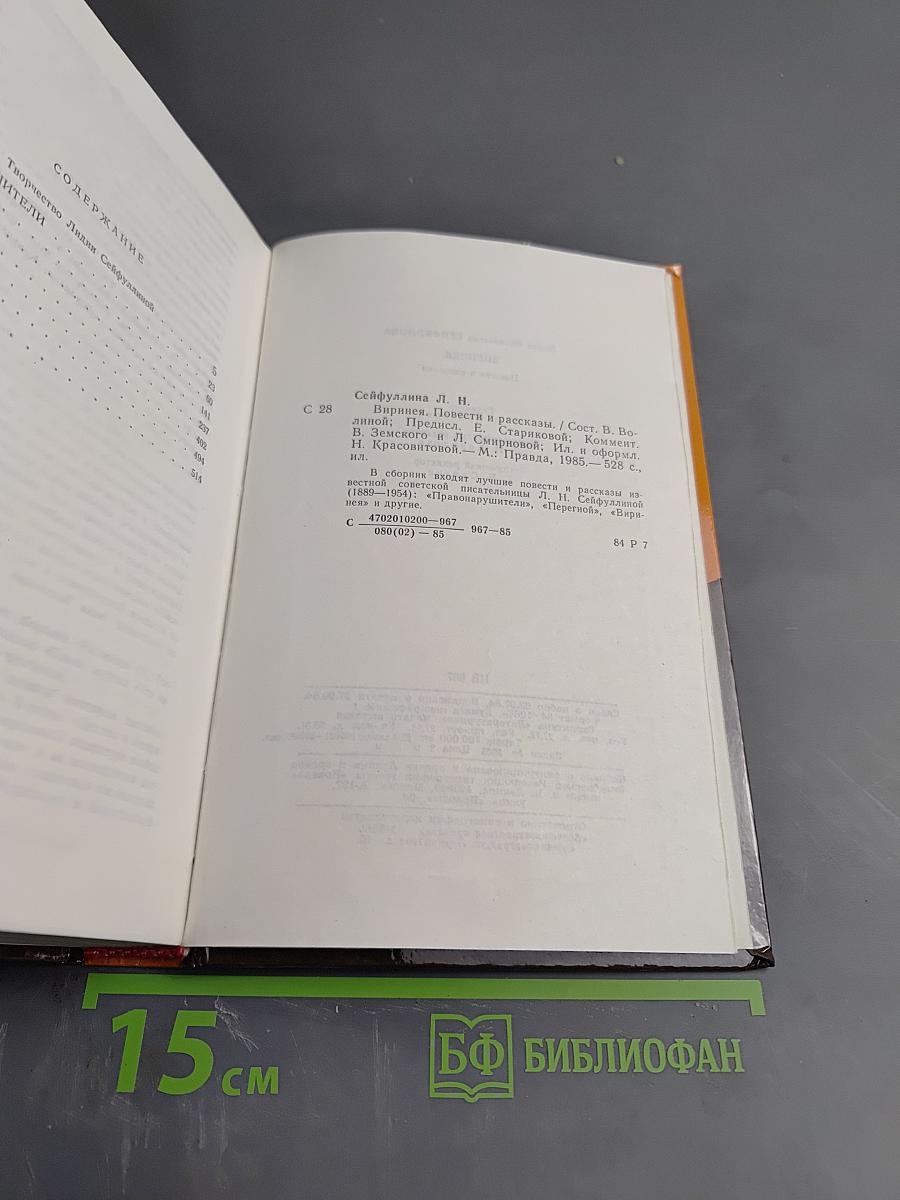 СОДЕРЖАНИЕ
Творчество Лидии Сейфуллиной
5
23
60
141
237
402
494
514
Сейфуллина Л. Н.
С 28 Виринея. Повести и рассказы. / Сост. В. Во-
линой; Предисл. Е. Стариковой; Коммент.
В. Земского и Л. Смирновой; Ил. и оформл.
Н. Красовитовой.— М.: Правда, 1985.— 528 с.,
ил.
В сборник входят лучшие повести и рассказы из-
вестной советской писательницы Л. Н. Сейфуллиной
(1889—1954): «Правонарушители», «Перегной», «Вири-
нея» и другие.
С 4702010200—967 967—85
080(02) — 85
84 Р 7
15 см
БФ БИБЛИОФАН